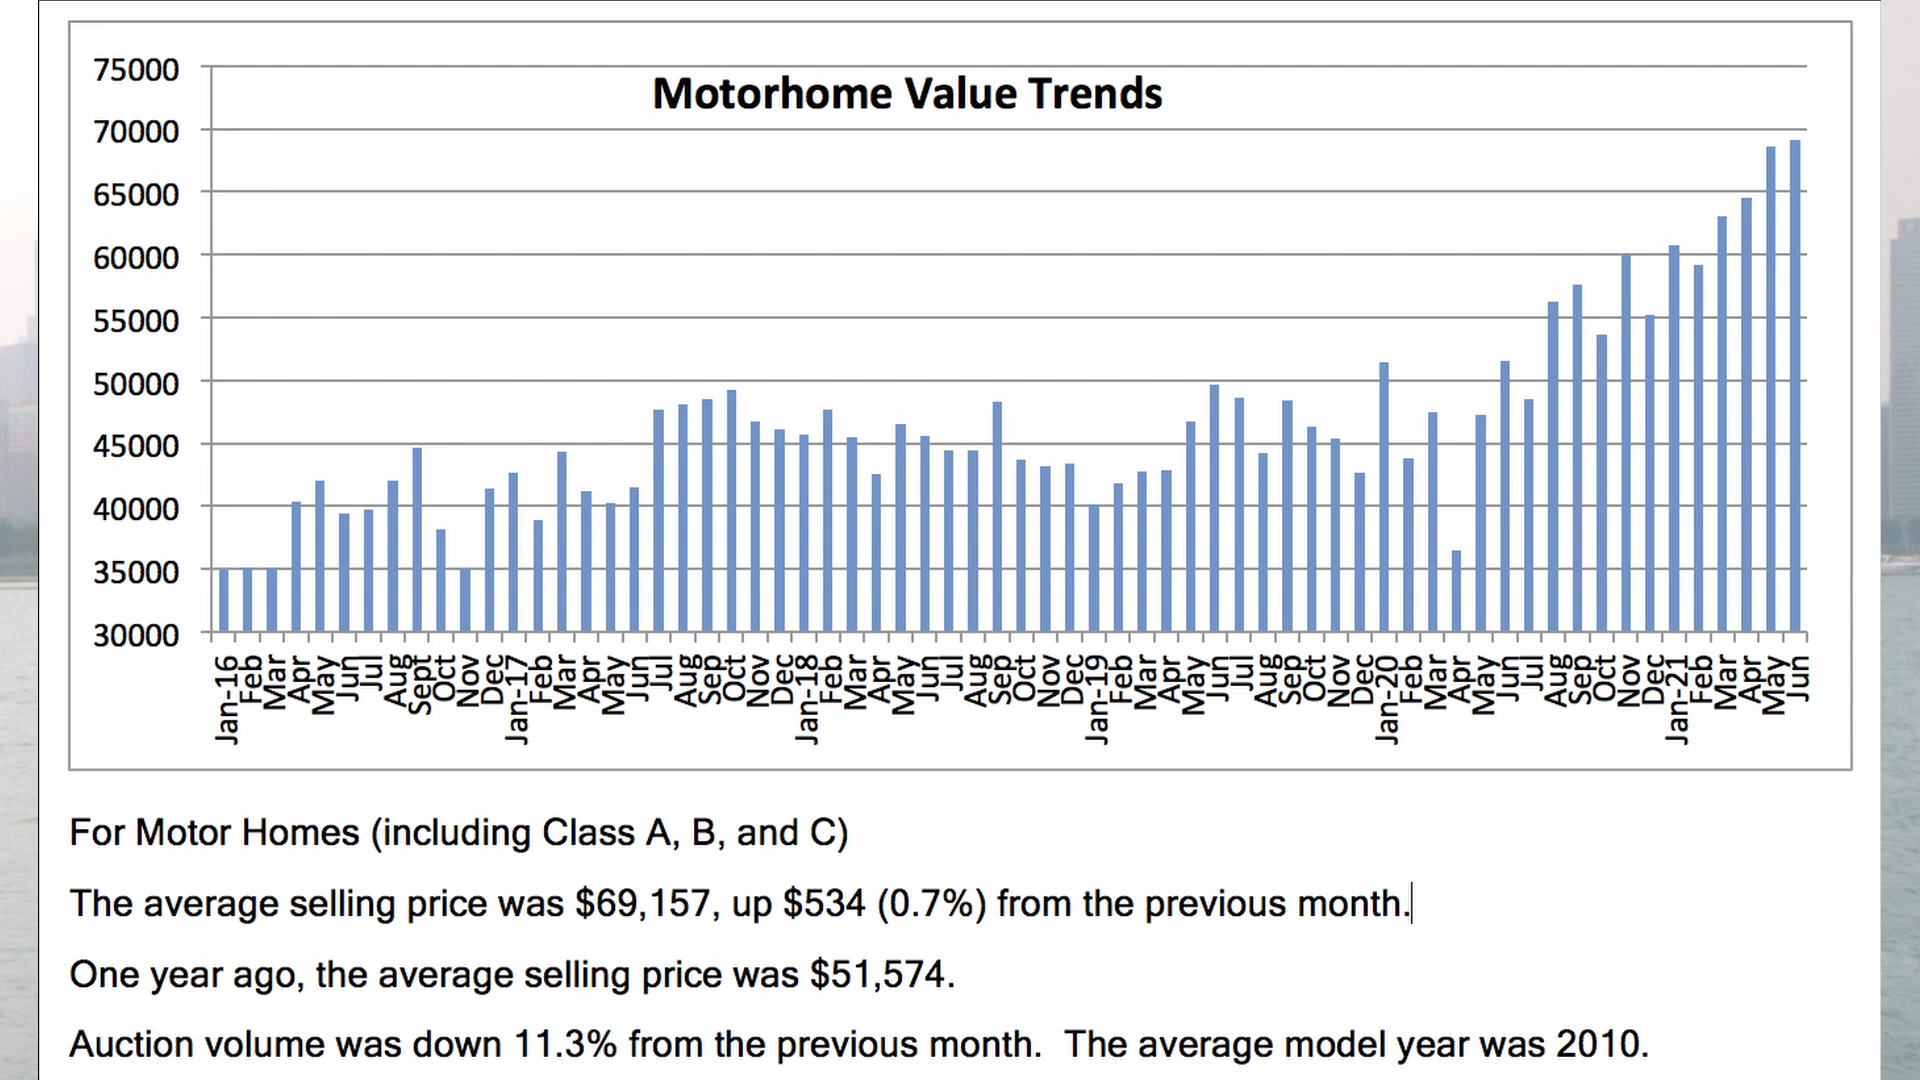 Motorhome Value Trends
75000
70000
65000
60000
55000
50000
45000
40000
35000
30000
Jan-16 Feb Mar Apr May Jun Jul Aug Sept Oct Nov Dec Jan-17 Feb Mar Apr May Jun Jul Aug Sep Oct Nov Dec Jan-18 Feb Mar Apr May Jun Jul Aug Sep Oct Nov Dec Jan-19 Feb Mar Apr May Jun Jul Aug Sep Oct Nov Dec Jan-20 Feb Mar Apr May Jun Jul Aug Sep Oct Nov Dec Jan-21 Feb Mar Apr May Jun
For Motor Homes (including Class A, B, and C)
The average selling price was $69,157, up $534 (0.7%) from the previous month.
One year ago, the average selling price was $51,574.
Auction volume was down 11.3% from the previous month.  The average model year was 2010.